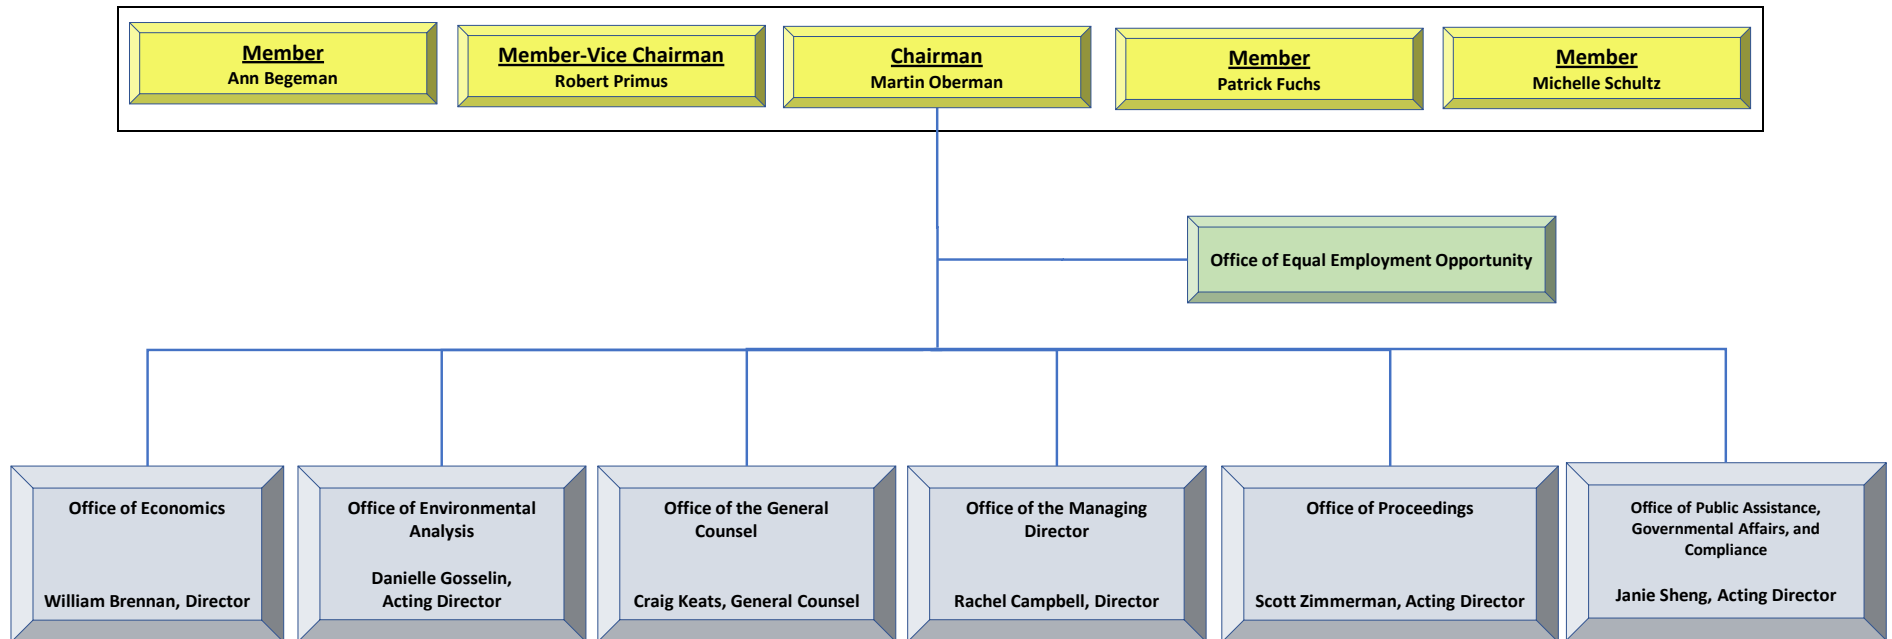 Member
Ann Begeman
Member-Vice Chairman
Robert Primus
Chairman
Martin Oberman
Member
Patrick Fuchs
Member
Michelle Schultz
Office of Equal Employment Opportunity
Office of Economics
William Brennan, Director
Office of Environmental
Analysis
Danielle Gosselin,
Acting Director
Office of the General
Counsel
Craig Keats, General Counsel
Office of the Managing
Director
Rachel Campbell, Director
Office of Proceedings
Scott Zimmerman, Acting Director
Office of Public Assistance,
Governmental Affairs, and
Compliance
Janie Sheng, Acting Director